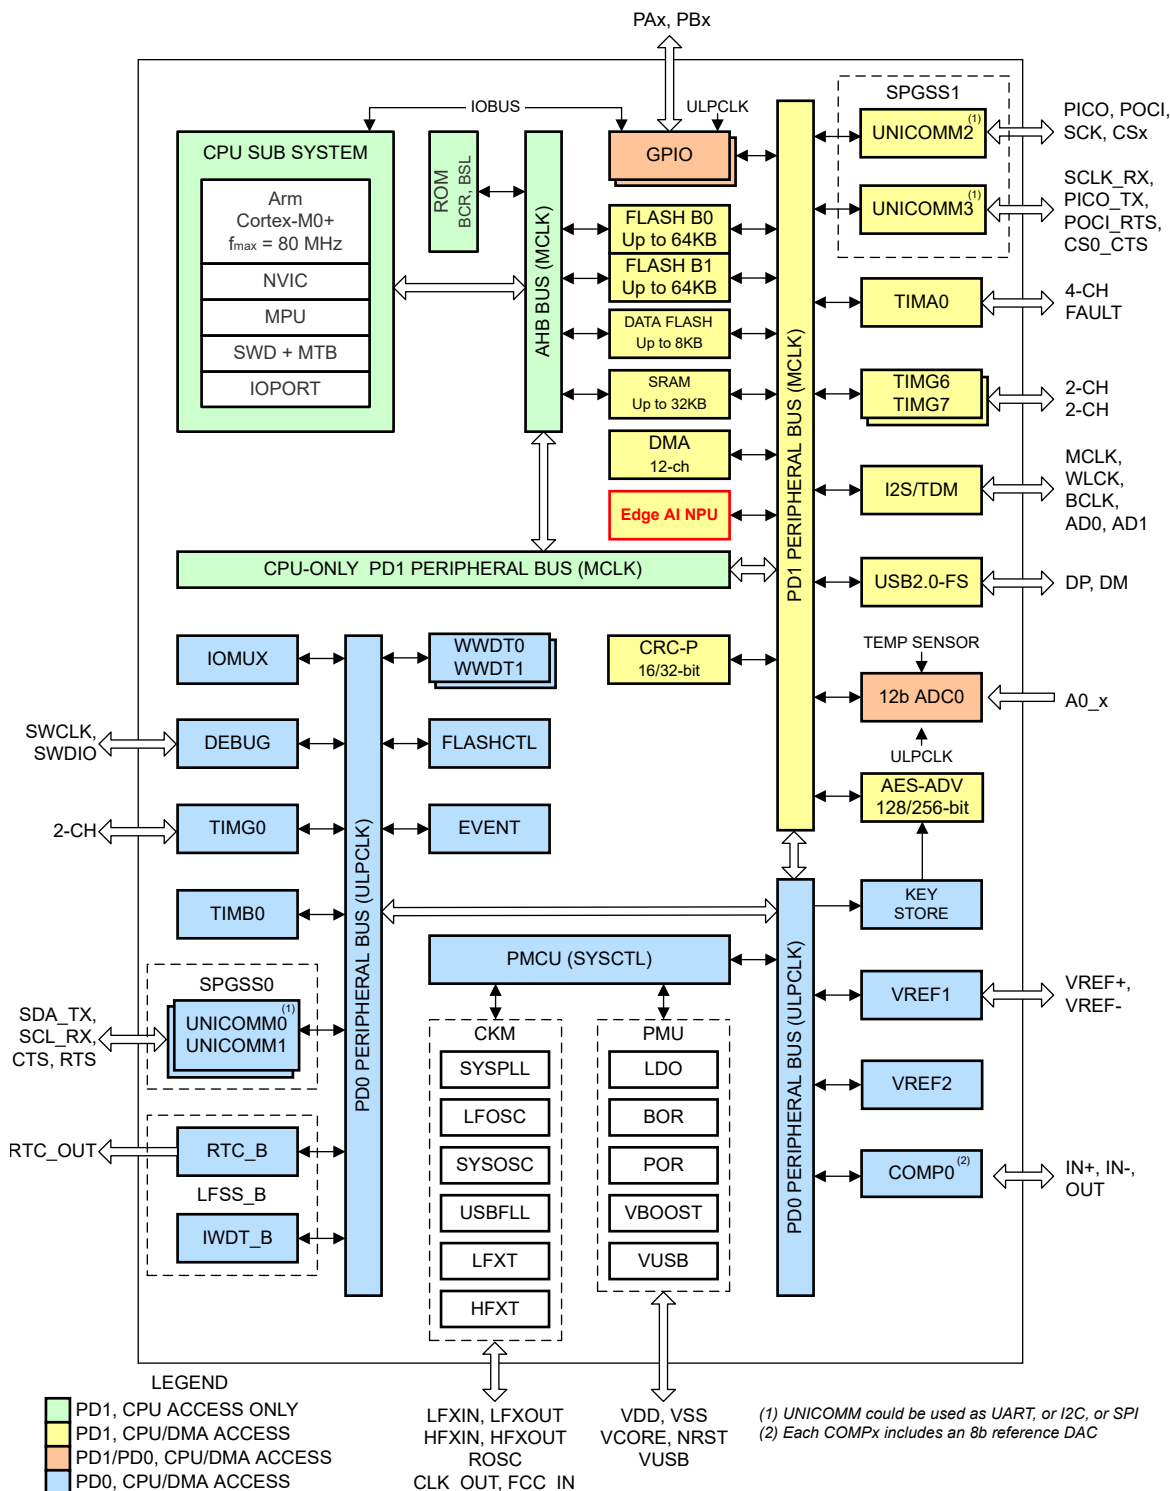 PAx, PBx
IOBUS
ULPCLK
SPGSS1
CPU SUB SYSTEM
Arm
Cortex-M0+
fmax = 80 MHz
NVIC
MPU
SWD + MTB
IOPORT
ROM
BCR, BSL
AHB BUS (MCLK)
GPIO
FLASH B0
Up to 64KB
FLASH B1
Up to 64KB
DATA FLASH
Up to 8KB
SRAM
Up to 32KB
DMA
12-ch
Edge AI NPU
PD1 PERIPHERAL BUS (MCLK)
UNICOMM2 (1)
PICO, POCI,
SCK, CSx
UNICOMM3 (1)
SCLK_RX,
PICO_TX,
POCI_RTS,
CS0_CTS
TIMA0
4-CH
FAULT
TIMG6
TIMG7
2-CH
2-CH
I2S/TDM
MCLK,
WLCK,
BCLK,
AD0, AD1
CPU-ONLY PD1 PERIPHERAL BUS (MCLK)
USB2.0-FS
DP, DM
CRC-P
16/32-bit
TEMP SENSOR
12b ADC0
A0_x
ULPCLK
AES-ADV
128/256-bit
KEY
STORE
IOMUX
WWDT0
WWDT1
SWCLK,
SWDIO
DEBUG
FLASHCTL
2-CH
TIMG0
EVENT
PD0 PERIPHERAL BUS (ULPCLK)
TIMB0
PMCU (SYSCTL)
PD0 PERIPHERAL BUS (ULPCLK)
VREF1
VREF+,
VREF-
VREF2
COMP0 (2)
IN+, IN-,
OUT
SPGSS0
SDA_TX,
SCL_RX,
CTS, RTS
UNICOMM0 (1)
UNICOMM1
RTC_OUT
RTC_B
LFSS_B
IWDT_B
CKM
SYSPLL
LFOSC
SYSOSC
USBFLL
LFXT
HFXT
PMU
LDO
BOR
POR
VBOOST
VUSB
LEGEND
PD1, CPU ACCESS ONLY
PD1, CPU/DMA ACCESS
PD1/PD0, CPU/DMA ACCESS
PD0, CPU/DMA ACCESS
LFXIN, LFXOUT
HFXIN, HFXOUT
ROSC
CLK_OUT, FCC_IN
VDD, VSS
VCORE, NRST
VUSB
(1) UNICOMM could be used as UART, or I2C, or SPI
(2) Each COMPx includes an 8b reference DAC